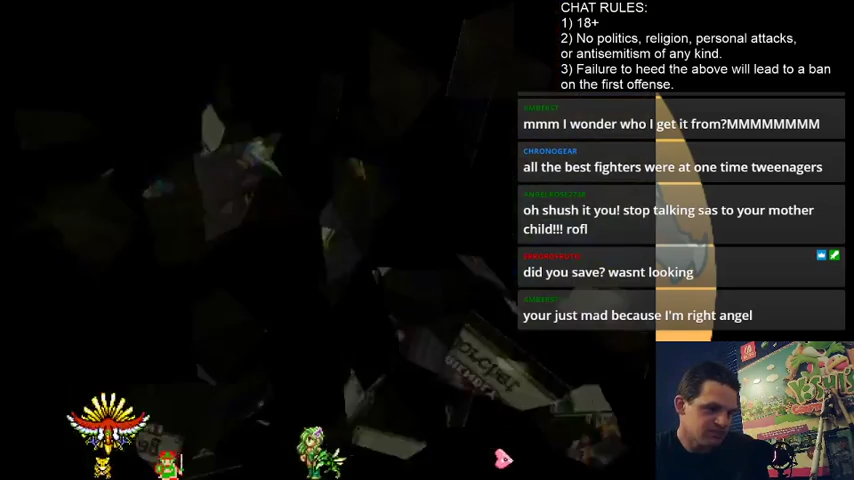 CHAT RULES:
1) 18+
2) No politics, religion, personal attacks,
or antisemitism of any kind.
3) Failure to heed the above will lead to a ban
on the first offense.
mmm I wonder who I get it from?MMMMMMMM
CHRONOGEAR
all the best fighters were at one time tweenagers
oh shush it you! stop talking sas to your mother
child!!! rofl
did you save? wasnt looking
your just mad because I'm right angel